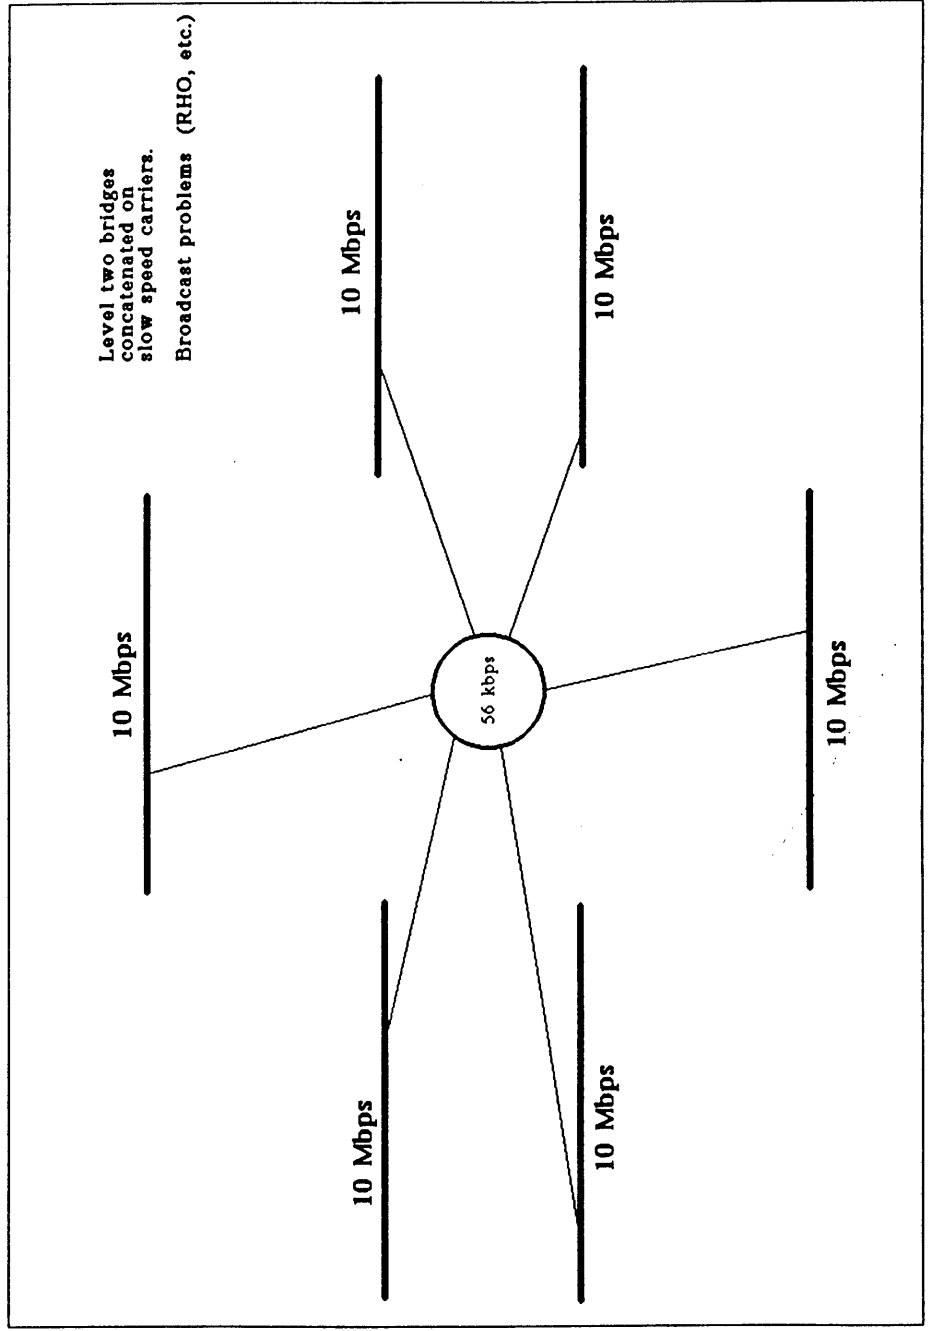 Level two bridges
concatenated on
slow speed carriers.
Broadcast problems (RHO, etc.)
10 Mbps
10 Mbps
10 Mbps
56 kbps
10 Mbps
10 Mbps
10 Mbps